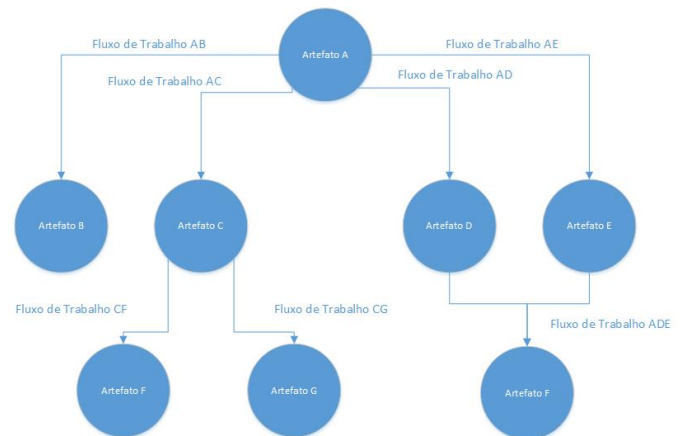 Fluxo de Trabalho AB
Artefato A
Fluxo de Trabalho AE
Fluxo de Trabalho AC
Fluxo de Trabalho AD
Artefato B
Artefato C
Artefato D
Artefato E
Fluxo de Trabalho CF
Fluxo de Trabalho CG
Fluxo de Trabalho ADE
Artefato F
Artefato G
Artefato F